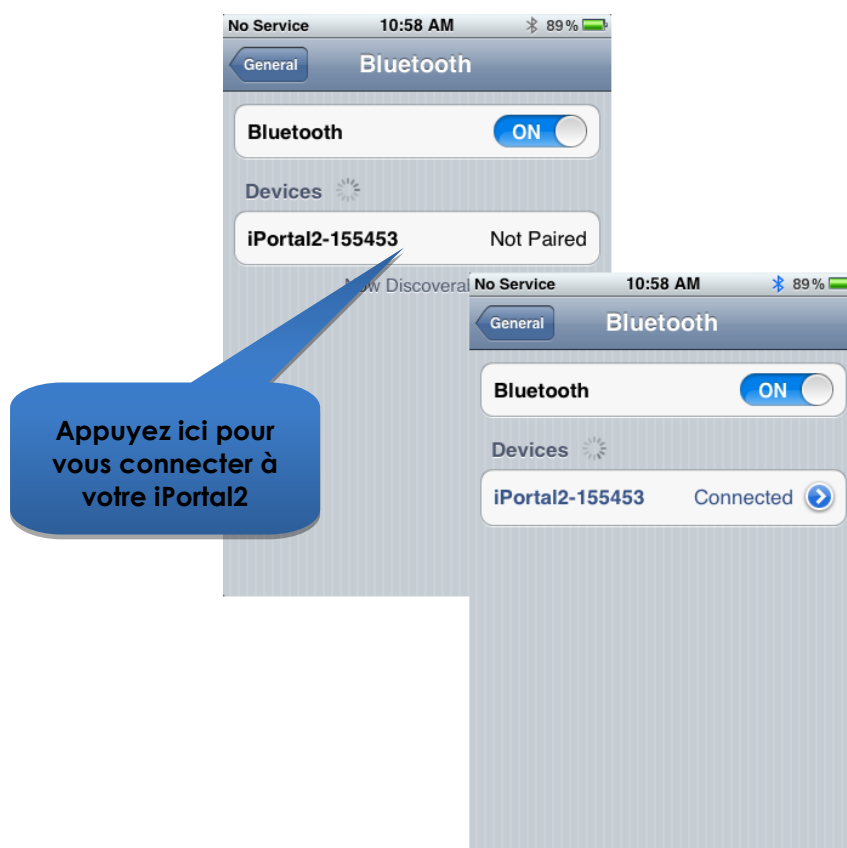 No Service 10:58 AM 89%
General Bluetooth
Bluetooth ON
Devices
iPortal2-155453 Not Paired
Now Discoverab
Appuyez ici pour
vous connecter à
votre iPortal2
No Service 10:58 AM 89%
General Bluetooth
Bluetooth ON
Devices
iPortal2-155453 Connected